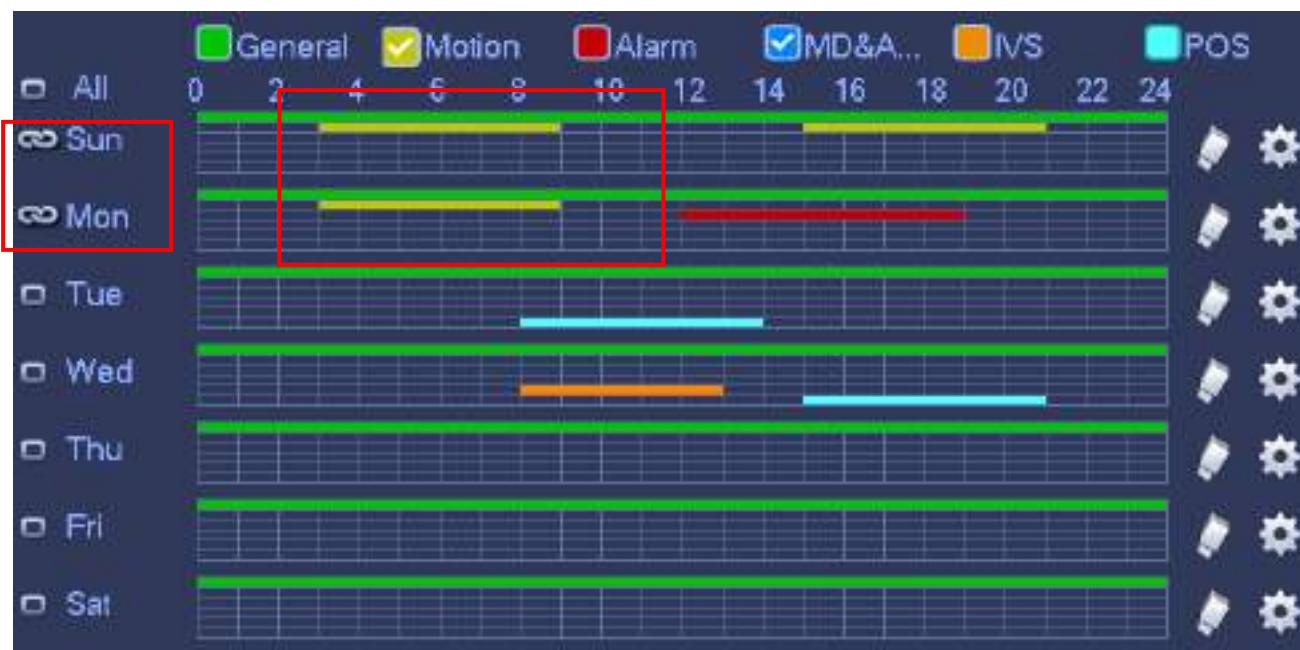 General Motion Alarm MD&A... IVS POS
All 0 2 4 6 8 10 12 14 16 18 20 22 24
Sun
Mon
Tue
Wed
Thu
Fri
Sat